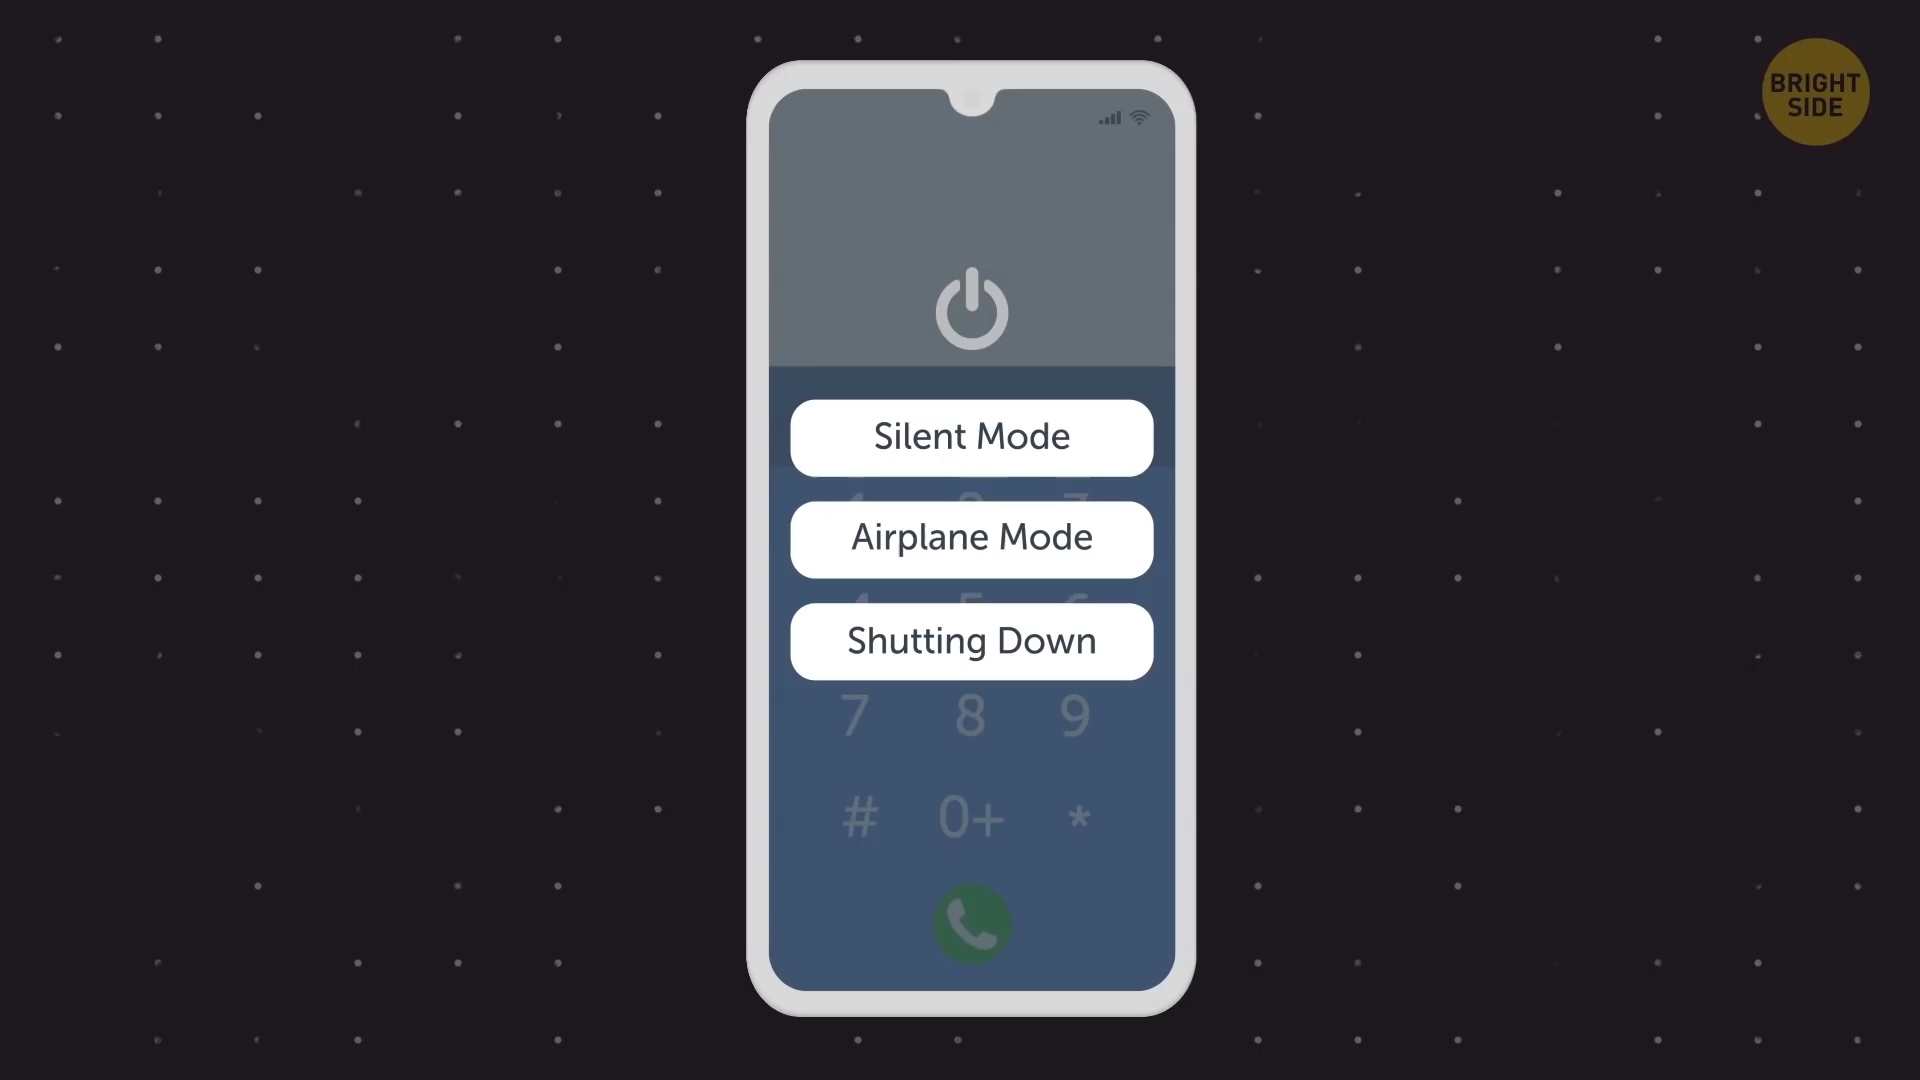 BRIGHT
SIDE
Silent Mode
Airplane Mode
Shutting Down
7 8 9
# 0+ *